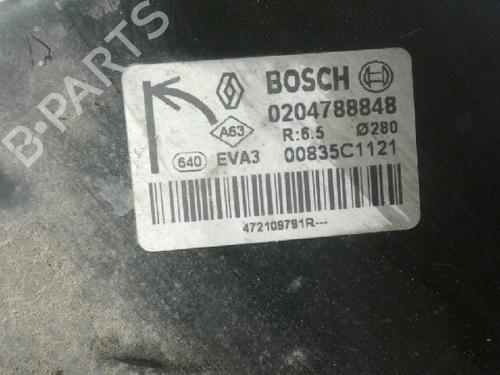 B-PARTS
BOSCH
0204788848
A63
R:6.5 Ø280
640 EVA3 00835C1121
472109791R---